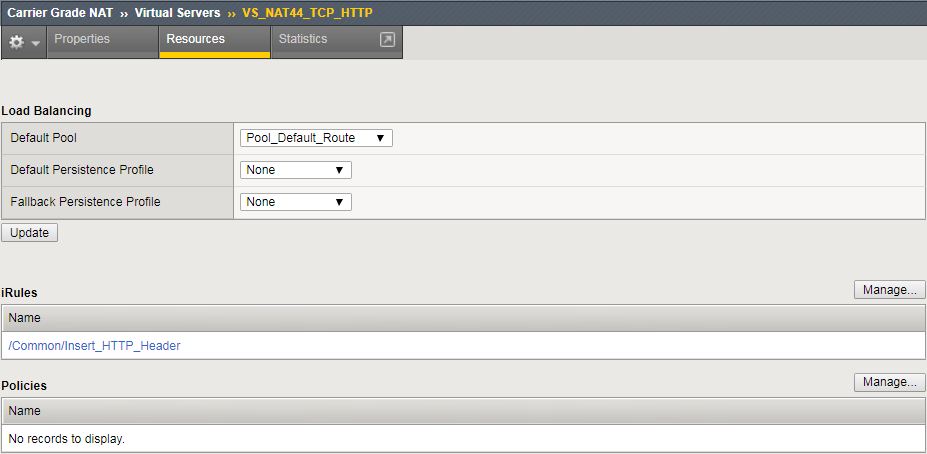 Carrier Grade NAT ›› Virtual Servers ›› VS_NAT44_TCP_HTTP
Properties Resources Statistics
Load Balancing
Default Pool Pool_Default_Route
Default Persistence Profile None
Fallback Persistence Profile None
Update
iRules Manage...
Name
/Common/Insert_HTTP_Header
Policies Manage...
Name
No records to display.